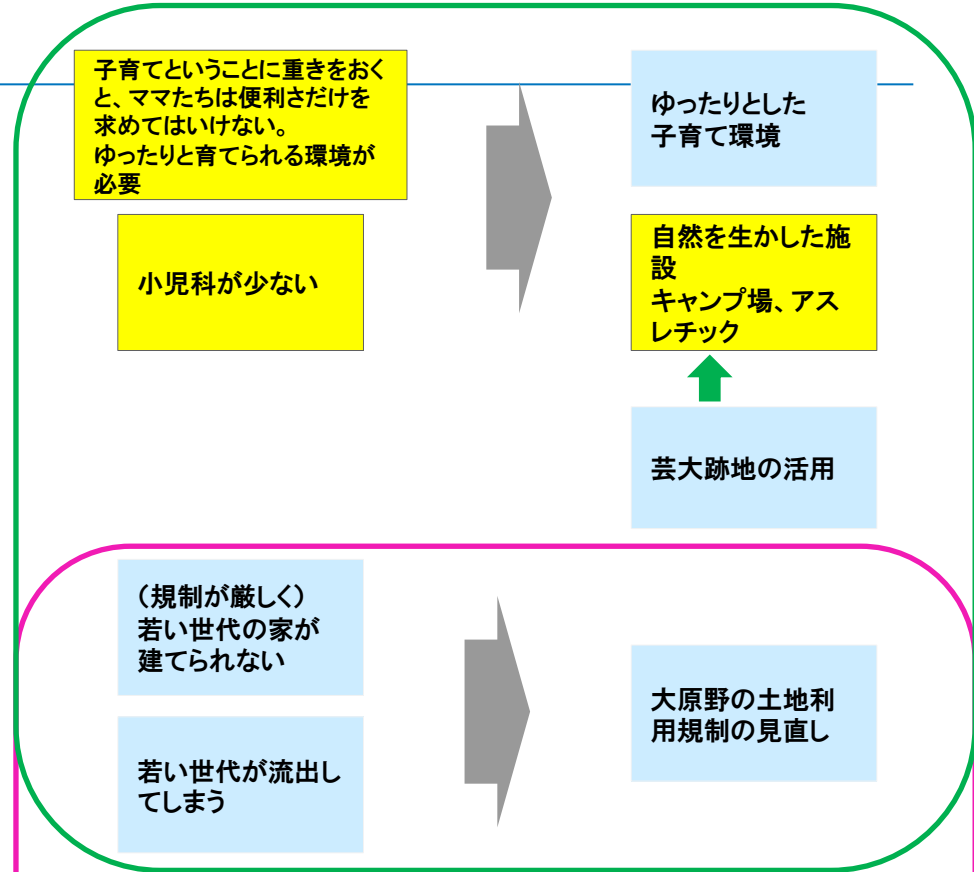 子育てということに重きをおく
と、ママたちは便利さだけを
求めてはいけない。
ゆったりと育てられる環境が
必要
小児科が少ない
ゆったりとした
子育て環境
自然を生かした施
設
キャンプ場、アス
レチック
芸大跡地の活用
（規制が厳しく）
若い世代の家が
建てられない
若い世代が流出し
てしまう
大原野の土地利
用規制の見直し